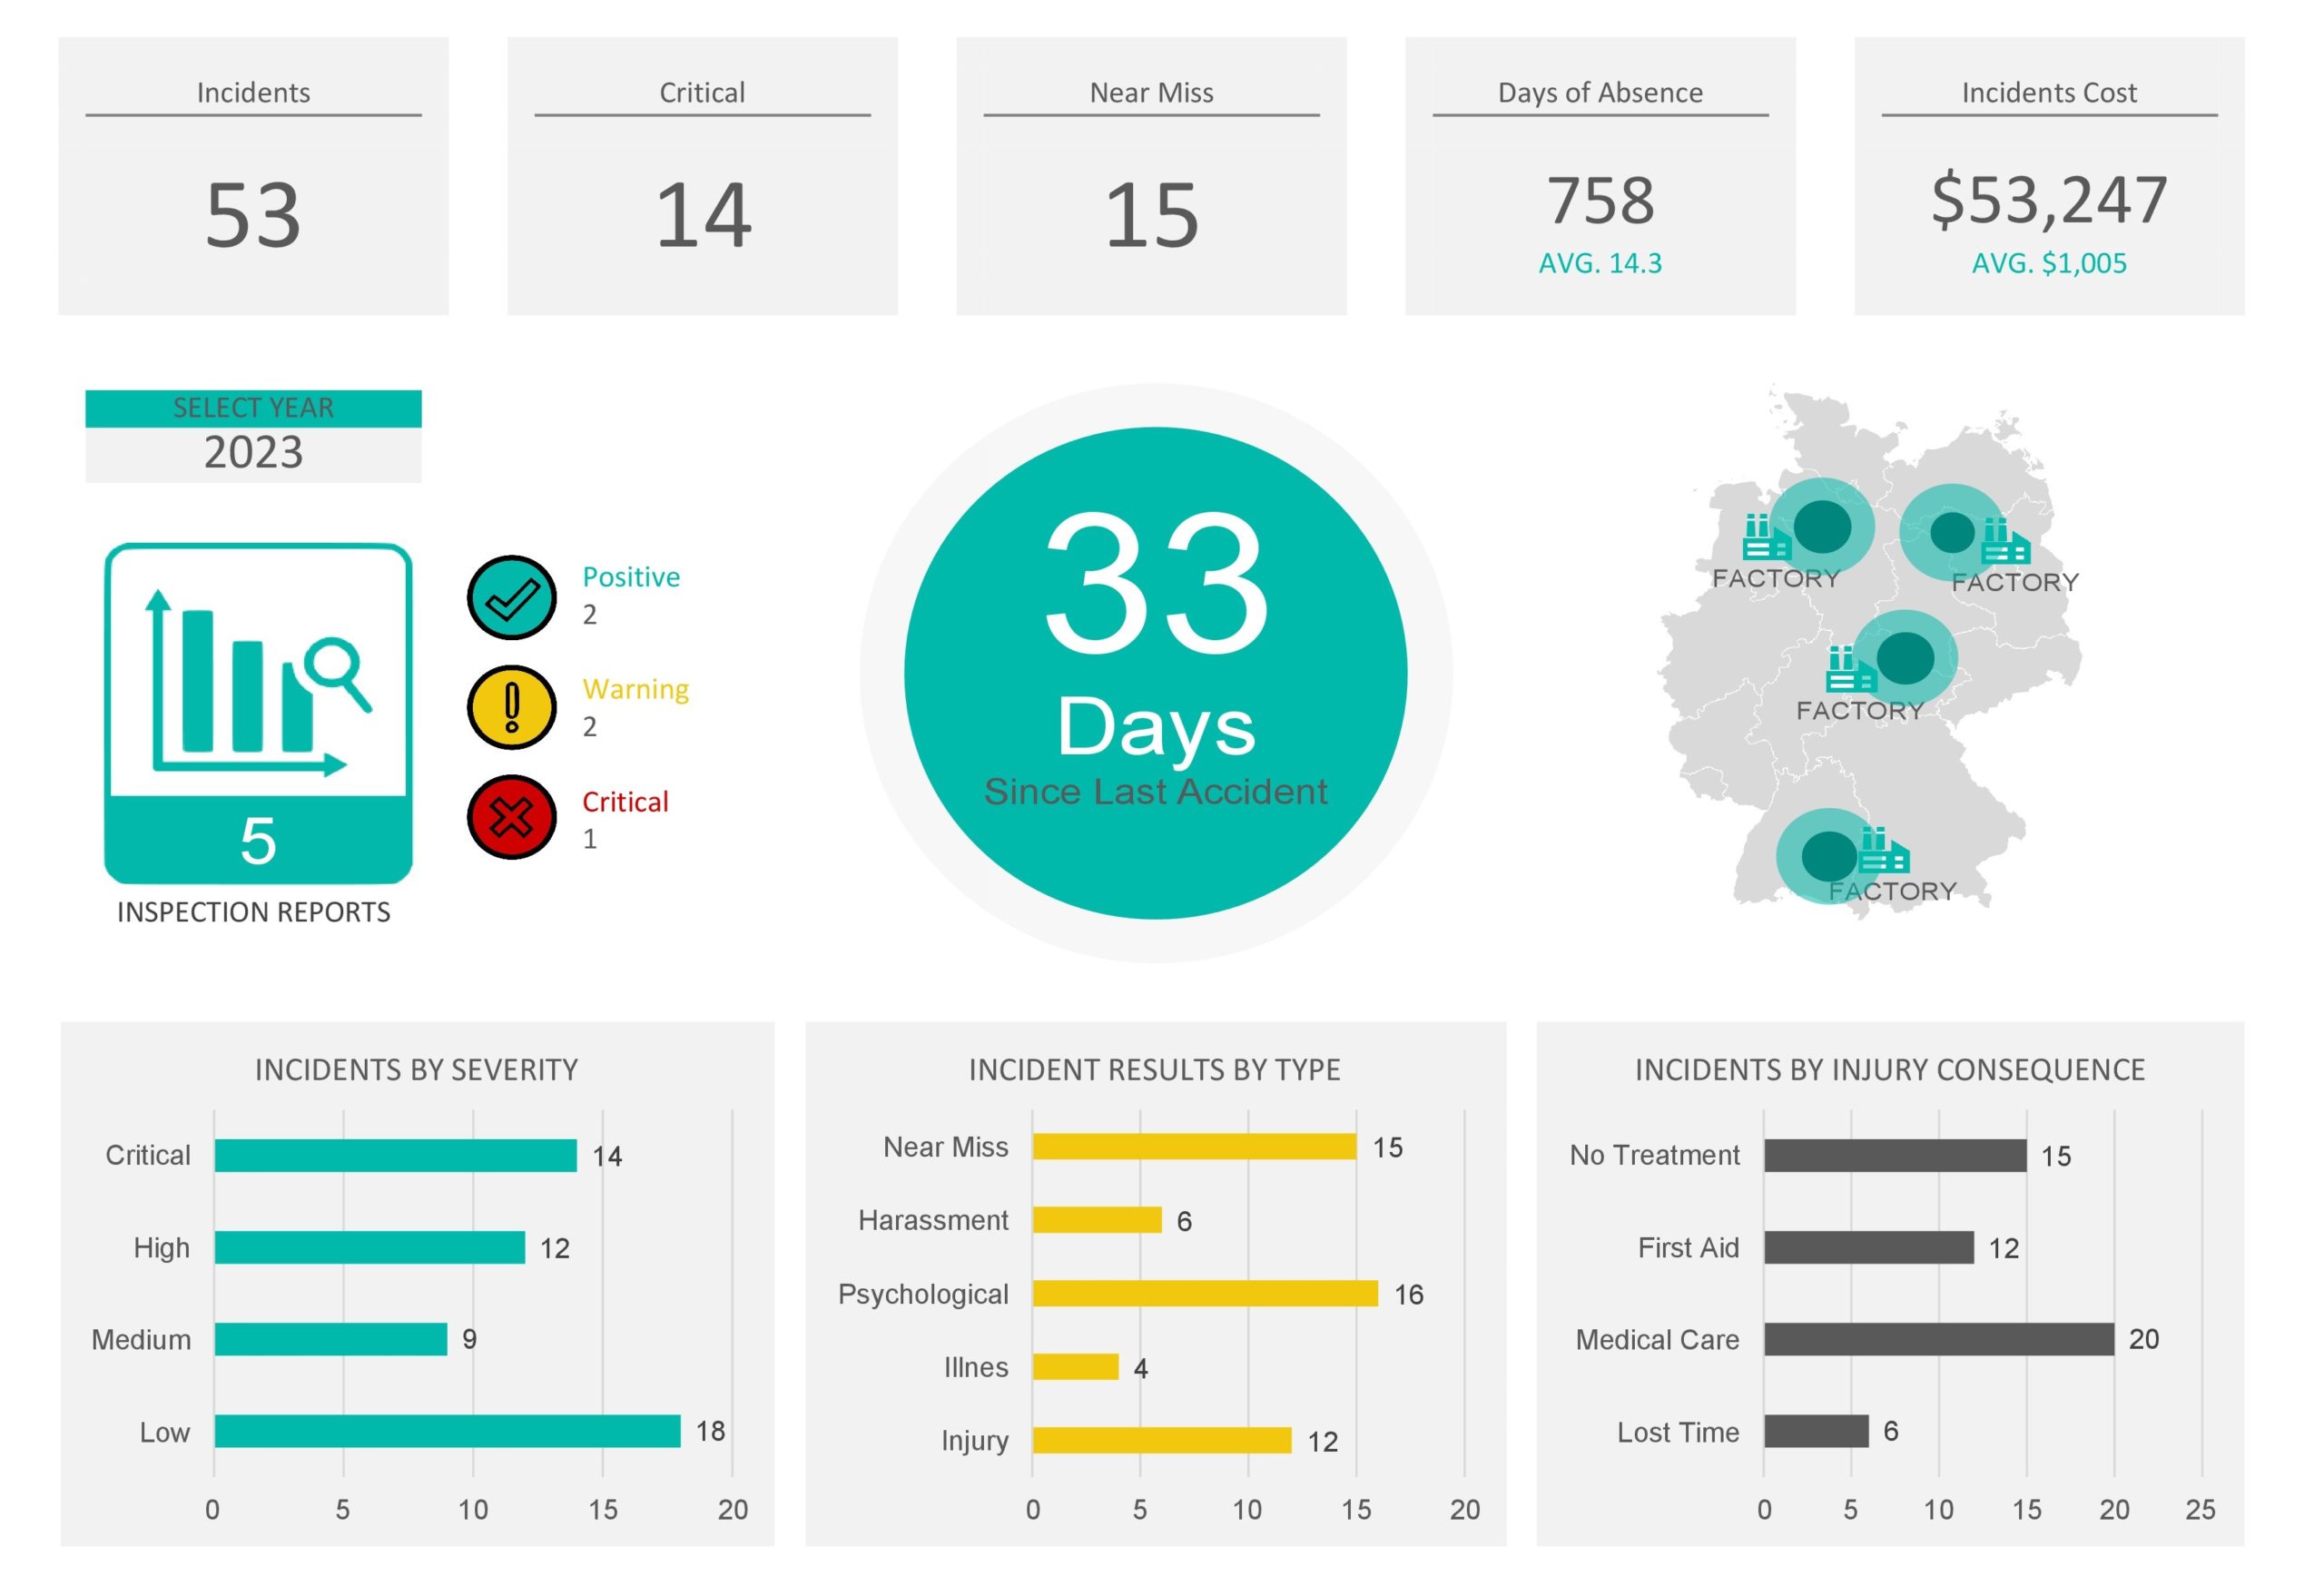 Incidents
53
Critical
14
Near Miss
15
Days of Absence
758
AVG. 14.3
Incidents Cost
$53,247
AVG. $1,005
SELECT YEAR
2023
5
INSPECTION REPORTS
Positive
2
Warning
2
Critical
1
33
Days
Since Last Accident
FACTORY
FACTORY
FACTORY
FACTORY
INCIDENTS BY SEVERITY
Critical 14
High 12
Medium 9
Low 18
0 5 10 15 20
INCIDENT RESULTS BY TYPE
Near Miss 15
Harassment 6
Psychological 16
Illnes 4
Injury 12
0 5 10 15 20
INCIDENTS BY INJURY CONSEQUENCE
No Treatment 15
First Aid 12
Medical Care 20
Lost Time 6
0 5 10 15 20 25